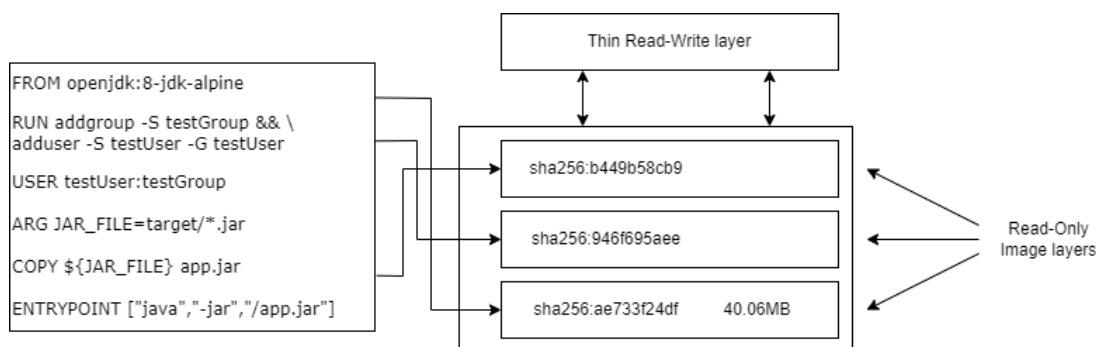 Thin Read-Write layer
FROM openjdk:8-jdk-alpine
RUN addgroup -S testGroup && \
adduser -S testUser -G testUser
USER testUser:testGroup
ARG JAR_FILE=target/*.jar
COPY ${JAR_FILE} app.jar
ENTRYPOINT ["java","-jar","/app.jar"]
sha256:b449b58cb9
sha256:946f695aee
sha256:ae733f24df 40.06MB
Read-Only
Image layers